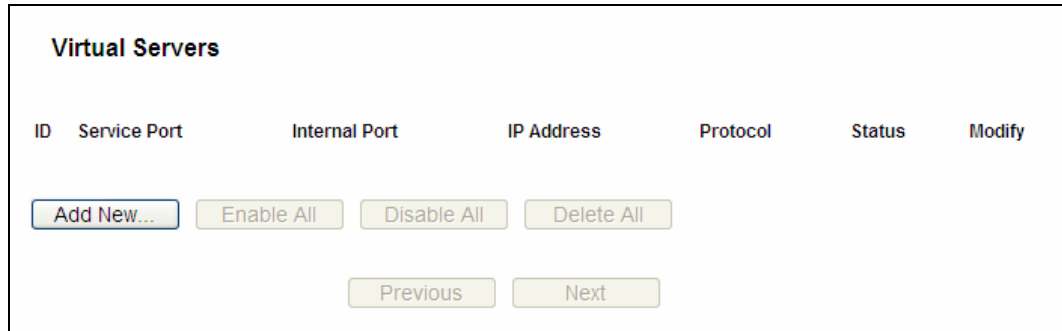 Virtual Servers
ID Service Port Internal Port IP Address Protocol Status Modify
Add New... Enable All Disable All Delete All
Previous Next